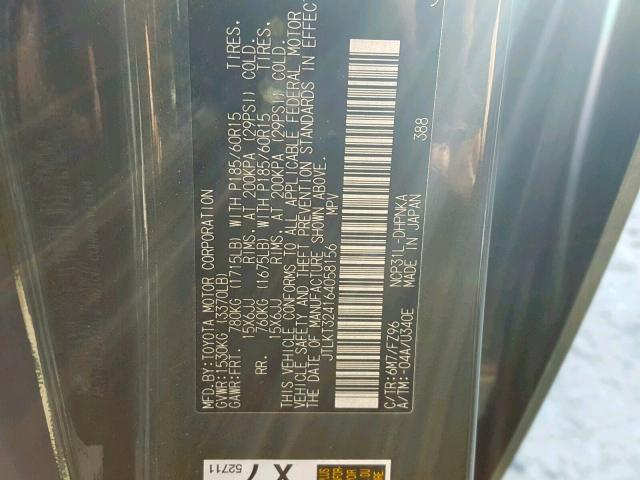 MFD.BY:TOYOTA MOTOR CORPORATION
GVWR:1530KG (3370LB)
GAWR:FRT. 780KG (1715LB) WITH P185/60R15 TIRES.
15X6JJ RIMS. AT 200KPA (29PSI) COLD.
RR. 760KG (1675LB) WITH P185/60R15 TIRES.
15X6JJ RIMS. AT 200KPA (29PSI) COLD.
THIS VEHICLE CONFORMS TO ALL APPLICABLE FEDERAL MOTOR
VEHICLE SAFETY AND THEFT PREVENTION STANDARDS IN EFFECT
THE DATE OF MANUFACTURE SHOWN ABOVE.
JTLKT324164058156 MPV
C/TR:6M7/FZ96 NCP31L-DHPNKA 388
A/TM:-04A/U340E MADE IN JAPAN
52711